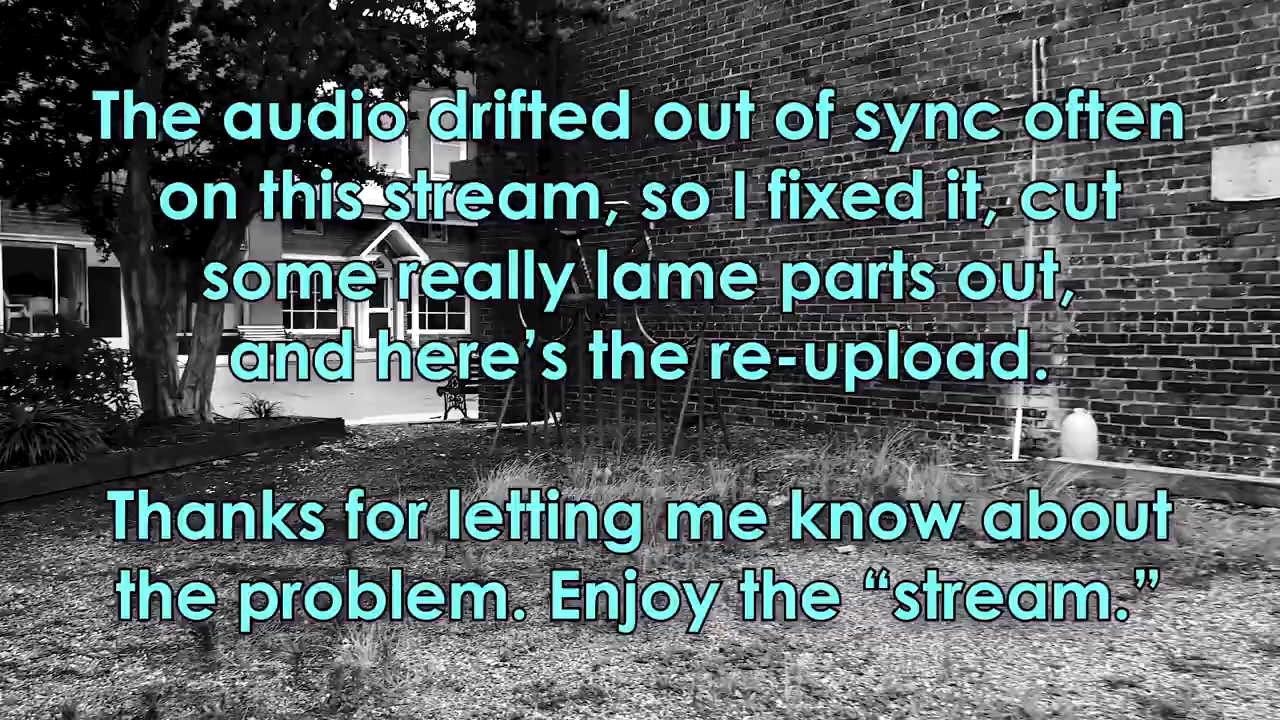 The audio drifted out of sync often
on this stream, so I fixed it, cut
some really lame parts out,
and here’s the re-upload.
Thanks for letting me know about
the problem. Enjoy the “stream.”